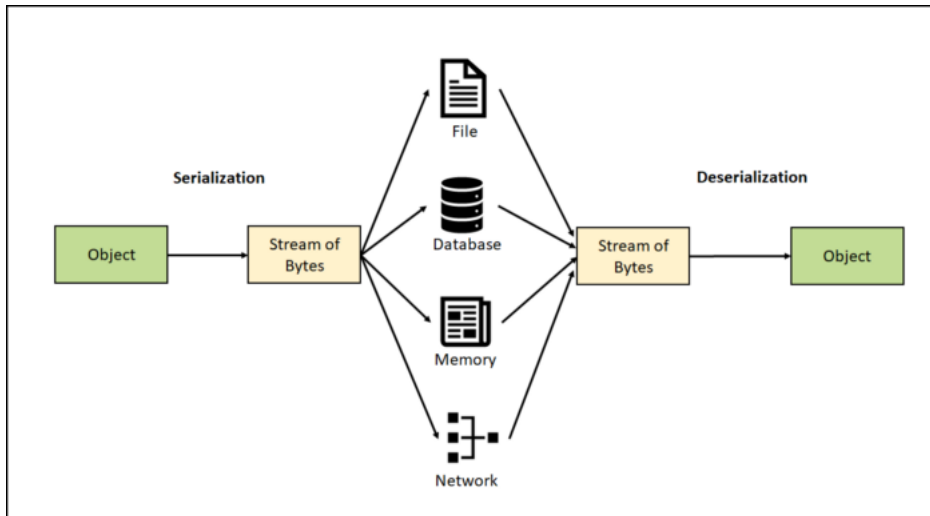 File
Serialization
Deserialization
Object
Stream of
Bytes
Database
Stream of
Bytes
Object
Memory
Network